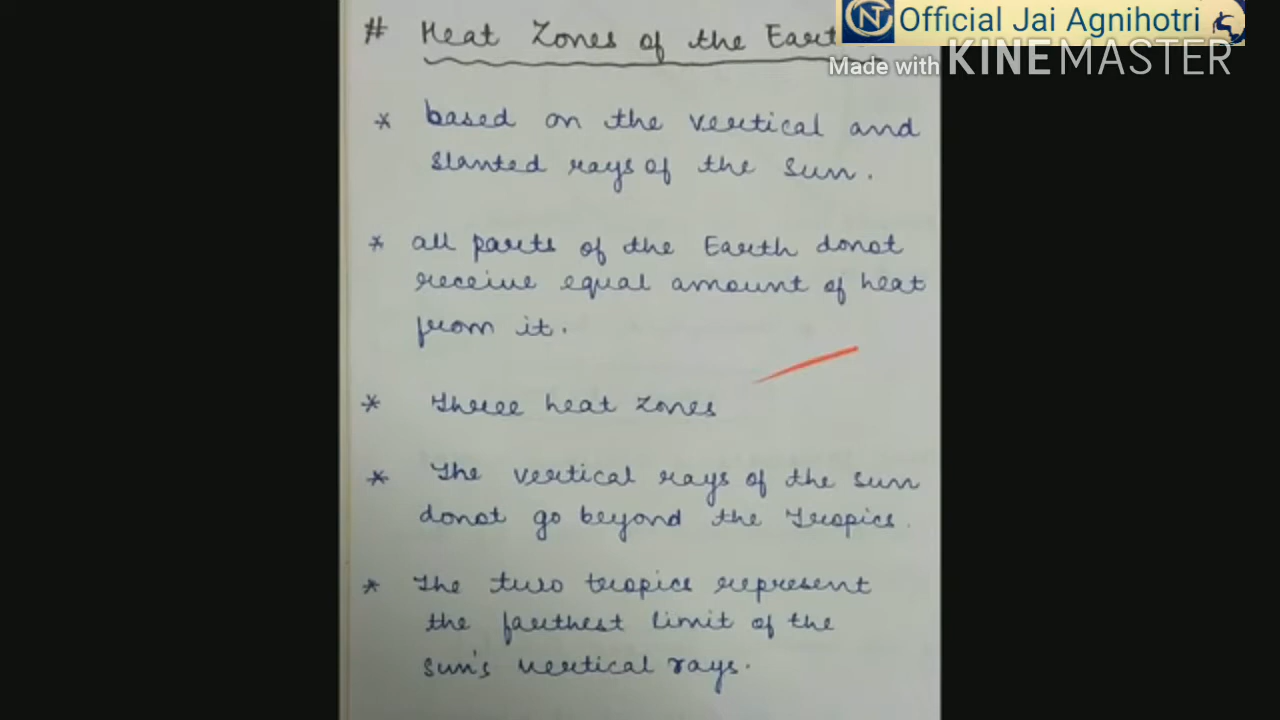 Official Jai Agnihotri
Made with KINEMASTER
# Heat Zones of the Eart
* based on the vertical and
slanted rays of the sun.
* all parts of the Earth donot
receive equal amount of heat
from it.
* Three heat zones
* The vertical rays of the sun
donot go beyond the Tropics.
* The two tropics represent
the farthest limit of the
sun's vertical rays.